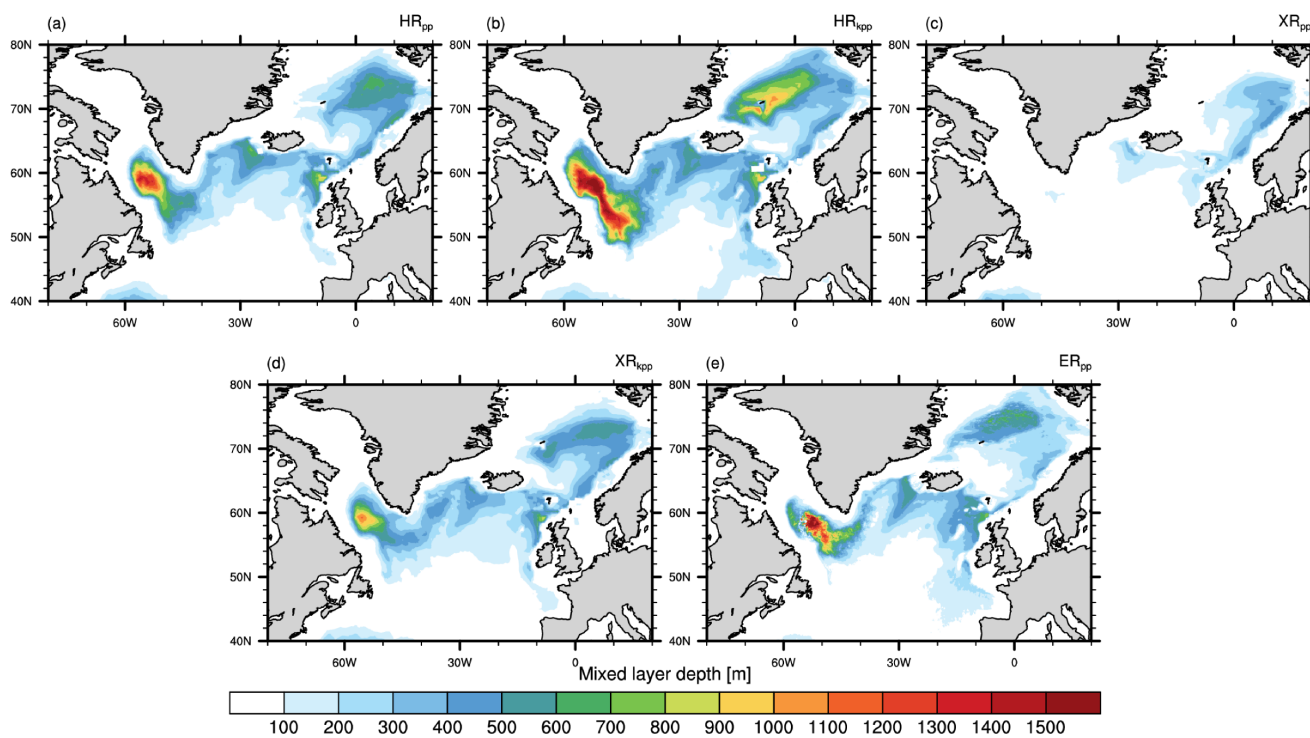 (a) HRpp (b) HRkpp (c) XRpp
80N 80N 80N
70N 70N 70N
60N 60N 60N
50N 50N 50N
40N 40N 40N
60W 30W 0 60W 30W 0 60W 30W 0
(d) XRkpp (e) ERpp
80N 80N
70N 70N
60N 60N
50N 50N
40N 40N
60W 30W 0 60W 30W 0
Mixed layer depth [m]
100 200 300 400 500 600 700 800 900 1000 1100 1200 1300 1400 1500